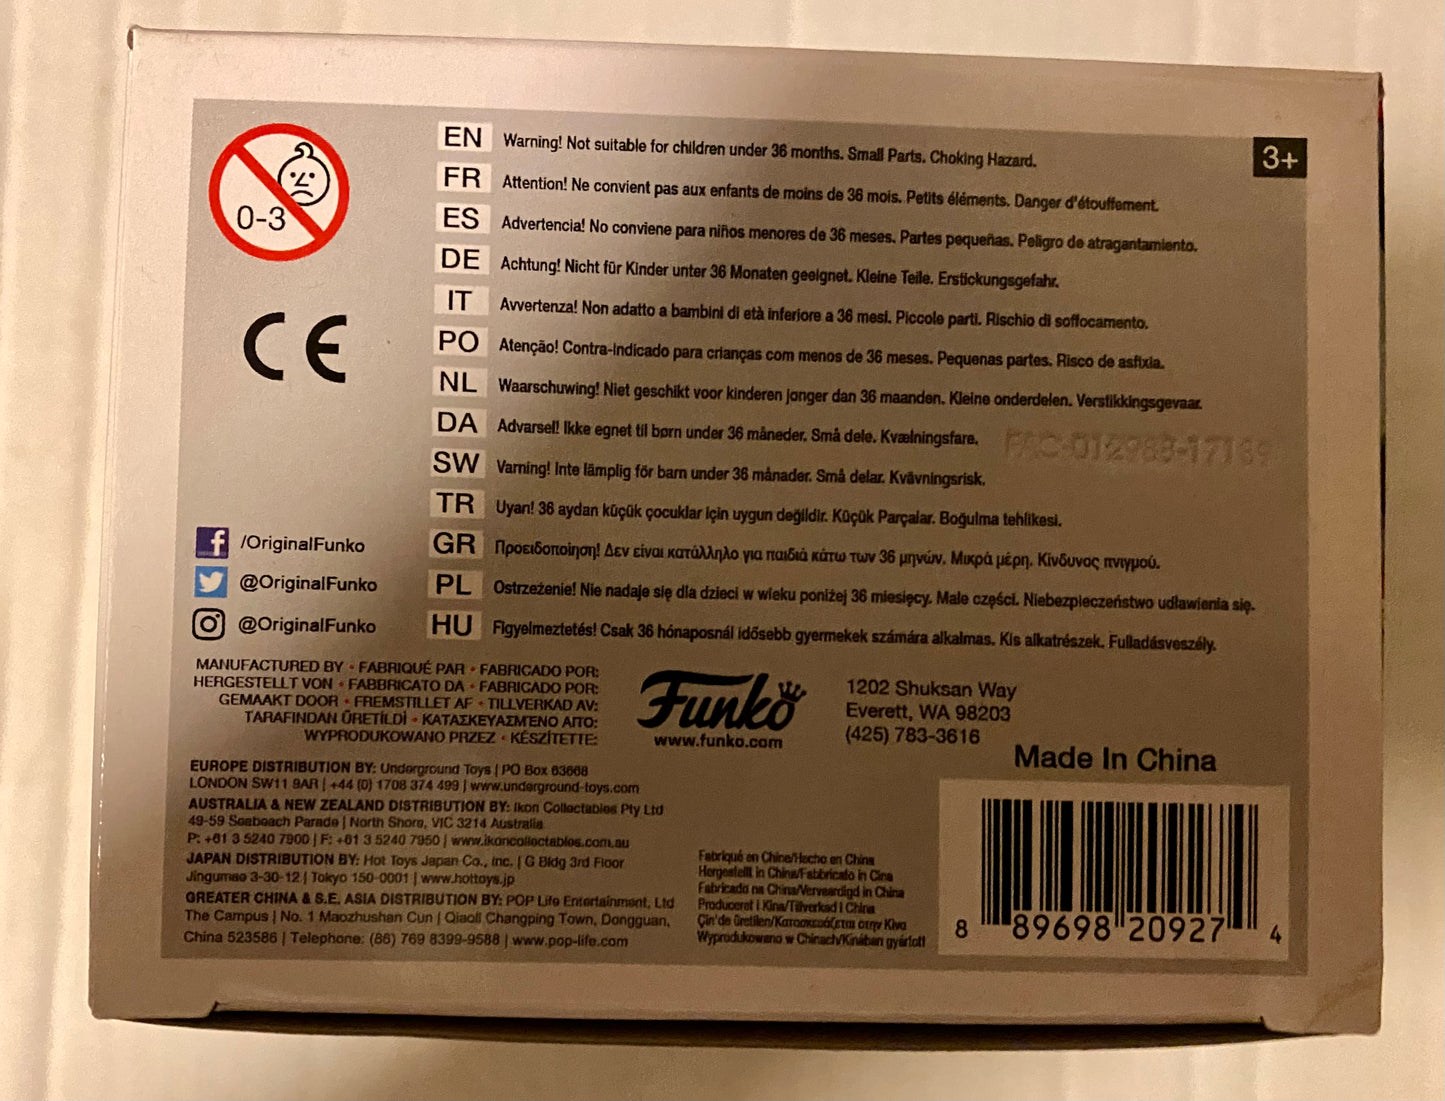 0-3
EN Warning! Not suitable for children under 36 months. Small Parts. Choking Hazard.
3+
FR Attention! Ne convient pas aux enfants de moins de 36 mois. Petits éléments. Danger d'étouffement.
ES Advertencia! No conviene para niños menores de 36 meses. Partes pequeñas. Peligro de atragantamiento.
DE Achtung! Nicht für Kinder unter 36 Monaten geeignet. Kleine Teile. Erstickungsgefahr.
IT Avvertenza! Non adatto a bambini di età inferiore a 36 mesi. Piccole parti. Rischio di soffocamento.
PO Atenção! Contra-indicado para crianças com menos de 36 meses. Pequenas partes. Risco de asfixia.
NL Waarschuwing! Niet geschikt voor kinderen jonger dan 36 maanden. Kleine onderdelen. Verstikkingsgevaar.
DA Advarsel! Ikke egnet til børn under 36 måneder. Små dele. Kvælningsfare.
SW Varning! Inte lämplig för barn under 36 månader. Små delar. Kvävningsrisk.
TR Uyarı! 36 aydan küçük çocuklar için uygun değildir. Küçük Parçalar. Boğulma tehlikesi.
GR Προειδοποίηση! Δεν είναι κατάλληλο για παιδιά κάτω των 36 μηνών. Μικρά μέρη. Κίνδυνος πνιγμού.
PL Ostrzeżenie! Nie nadaje się dla dzieci w wieku poniżej 36 miesięcy. Małe części. Niebezpieczeństwo udławienia się.
HU Figyelmeztetés! Csak 36 hónaposnál idősebb gyermekek számára alkalmas. Kis alkatrészek. Fulladásveszély.
CE
/OriginalFunko
@OriginalFunko
@OriginalFunko
MANUFACTURED BY • FABRIQUÉ PAR • FABRICADO POR:
HERGESTELLT VON • FABBRICATO DA • FABRICADO POR:
GEMAAKT DOOR • FREMSTILLET AF • TILLVERKAD AV:
TARAFINDAN ÜRETİLDİ • ΚΑΤΑΣΚΕΥΑΣΜΈΝΟ ΑΠΌ:
WYPRODUKOWANO PRZEZ • KÉSZÍTETTE:
Funko
www.funko.com
1202 Shuksan Way
Everett, WA 98203
(425) 783-3616
Made In China
EUROPE DISTRIBUTION BY: Underground Toys | PO Box 63668
LONDON SW11 9AR | +44 (0) 1708 374 499 | www.underground-toys.com
AUSTRALIA & NEW ZEALAND DISTRIBUTION BY: Ikon Collectables Pty Ltd
49-59 Seabeach Parade | North Shore, VIC 3214 Australia
P: +61 3 5240 7900 | F: +61 3 5240 7950 | www.ikoncollectables.com.au
JAPAN DISTRIBUTION BY: Hot Toys Japan Co., Inc. | G Bldg 3rd Floor
Jingumae 3-30-12 | Tokyo 150-0001 | www.hottoys.jp
GREATER CHINA & S.E. ASIA DISTRIBUTION BY: POP Life Entertainment, Ltd
The Campus | No. 1 Maozhushan Cun | Qiaoli Changping Town, Dongguan,
China 523586 | Telephone: (86) 769 8399-9588 | www.pop-life.com
Fabriqué en Chine/Hecho en China
Hergestellt in China/Fabbricato in Cina
Fabricado na China/Vervaardigd in China
Produceret i Kina/Tillverkad i China
Çin'de üretilen/Κατασκευάζεται στην Κίνα
Wyprodukowano w Chinach/Kínában gyártott
8 89698 20927 4